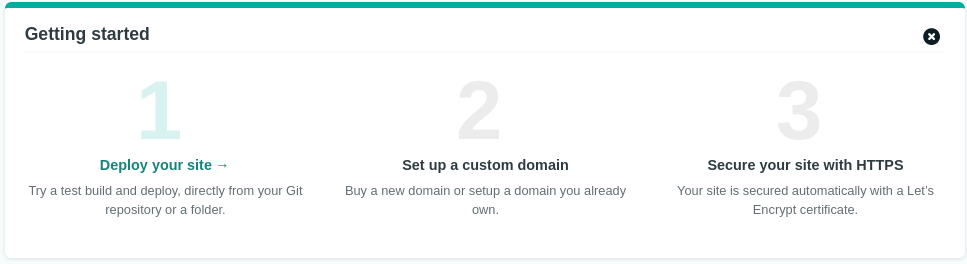 Getting started
1
Deploy your site →
Try a test build and deploy, directly from your Git
repository or a folder.
2
Set up a custom domain
Buy a new domain or setup a domain you already
own.
3
Secure your site with HTTPS
Your site is secured automatically with a Let’s
Encrypt certificate.